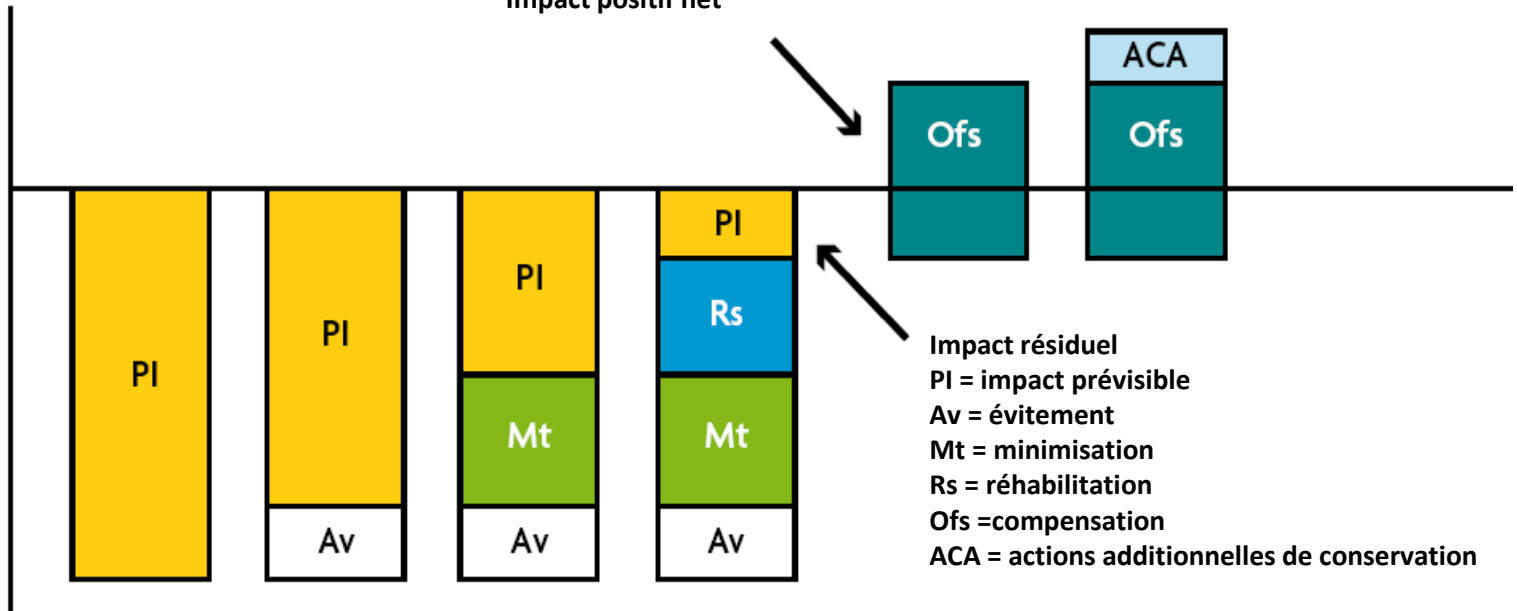 Impact positif net
ACA
Ofs
Ofs
PI
PI
PI
PI
Rs
Mt
Mt
Av
Av
Av
Impact résiduel
PI = impact prévisible
Av = évitement
Mt = minimisation
Rs = réhabilitation
Ofs =compensation
ACA = actions additionnelles de conservation